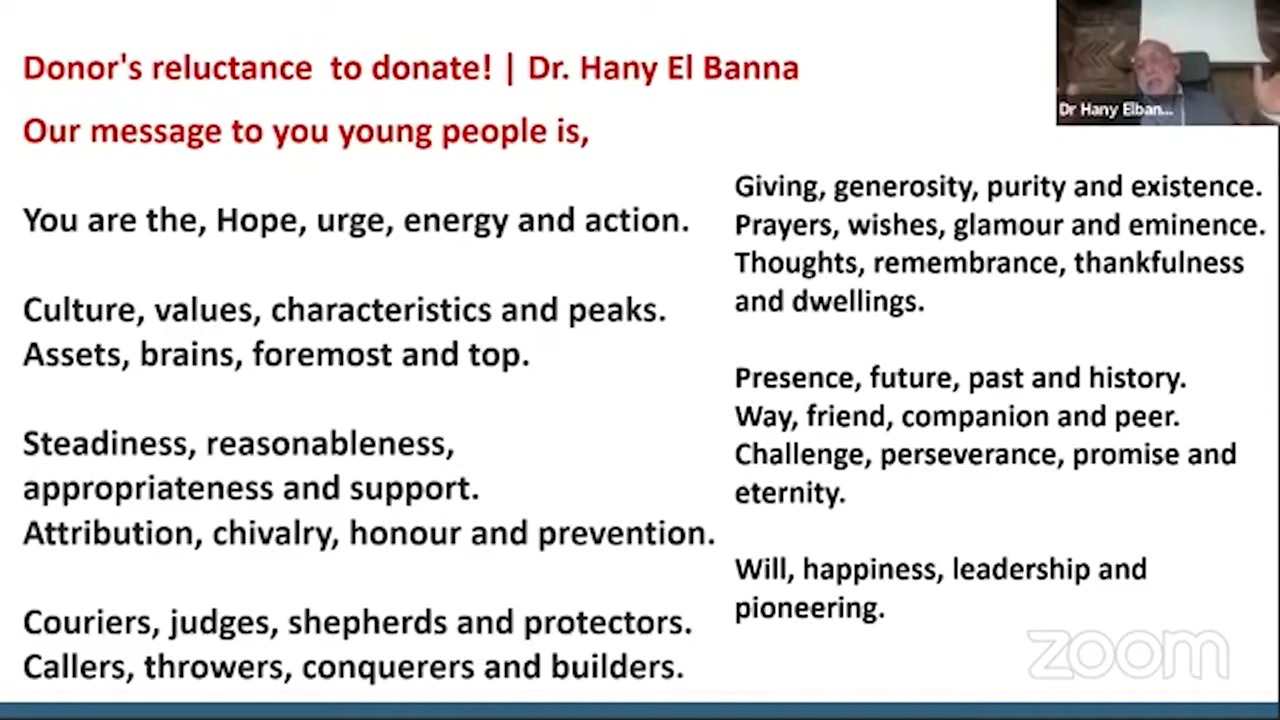 Donor's reluctance to donate! | Dr. Hany El Banna
Our message to you young people is,
You are the, Hope, urge, energy and action.
Culture, values, characteristics and peaks.
Assets, brains, foremost and top.
Steadiness, reasonableness,
appropriateness and support.
Attribution, chivalry, honour and prevention.
Couriers, judges, shepherds and protectors.
Callers, throwers, conquerers and builders.
Giving, generosity, purity and existence.
Prayers, wishes, glamour and eminence.
Thoughts, remembrance, thankfulness
and dwellings.
Presence, future, past and history.
Way, friend, companion and peer.
Challenge, perseverance, promise and
eternity.
Will, happiness, leadership and
pioneering.
Dr Hany Elban...
zoom